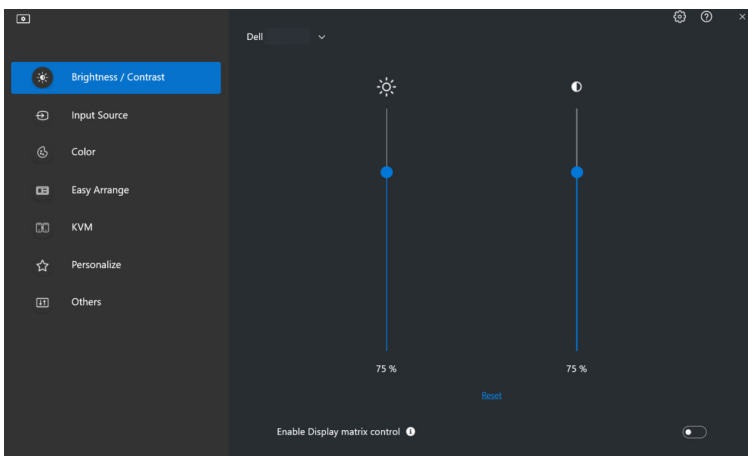 Dell
Brightness / Contrast
Input Source
Color
Easy Arrange
KVM
Personalize
Others
75 %
75 %
Reset
Enable Display matrix control